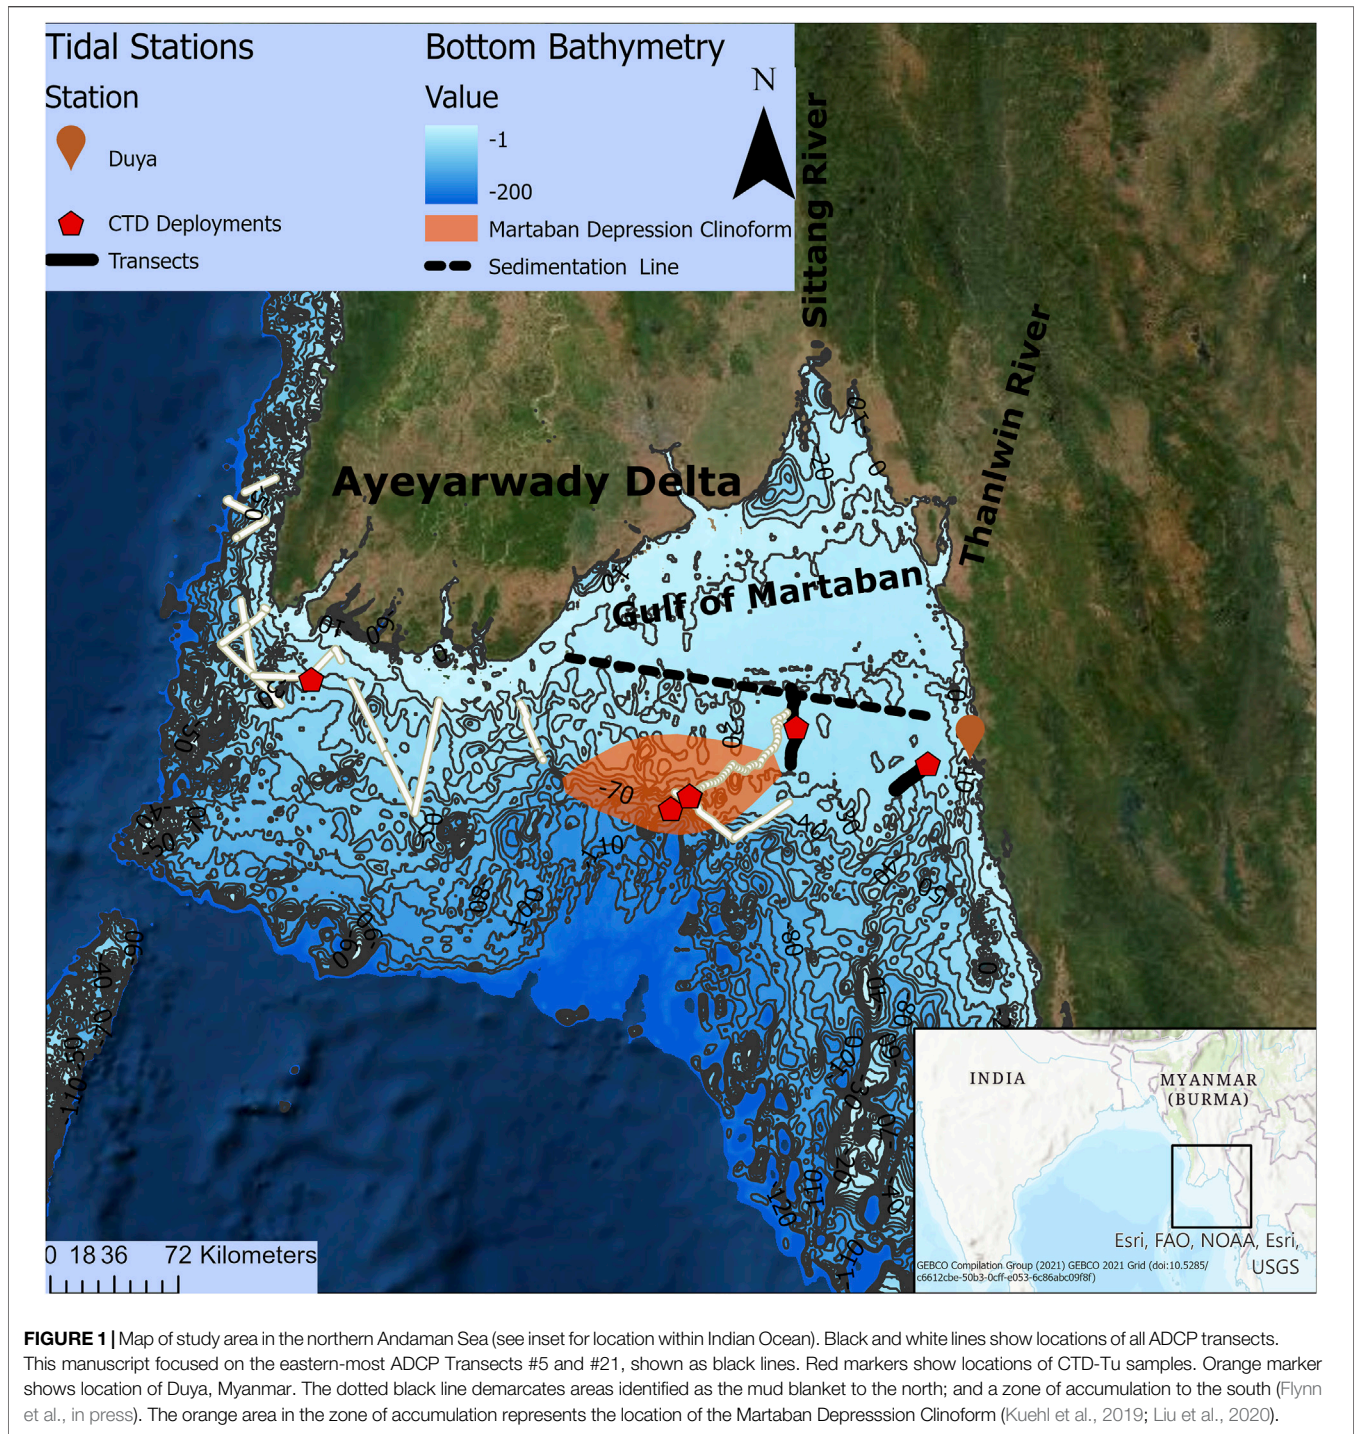 Tidal Stations
Station
Duya
CTD Deployments
Transects
Bottom Bathymetry
Value
-1
-200
Martaban Depression Clinoform
Sedimentation Line
N
Sittang River
Thanlwin River
Ayeyarwady Delta
Gulf of Martaban
-70
-110
-100
-80
-40
-50
-60
-120
0 18 36 72 Kilometers
INDIA
MYANMAR
(BURMA)
Esri, FAO, NOAA, Esri,
USGS
GEBCO Compilation Group (2021) GEBCO 2021 Grid (doi:10.5285/
c6612cbe-50b3-0cff-e053-6c86abc09f8f)
FIGURE 1 | Map of study area in the northern Andaman Sea (see inset for location within Indian Ocean). Black and white lines show locations of all ADCP transects.
This manuscript focused on the eastern-most ADCP Transects #5 and #21, shown as black lines. Red markers show locations of CTD-Tu samples. Orange marker
shows location of Duya, Myanmar. The dotted black line demarcates areas identified as the mud blanket to the north; and a zone of accumulation to the south (Flynn
et al., in press). The orange area in the zone of accumulation represents the location of the Martaban Depresssion Clinoform (Kuehl et al., 2019; Liu et al., 2020).